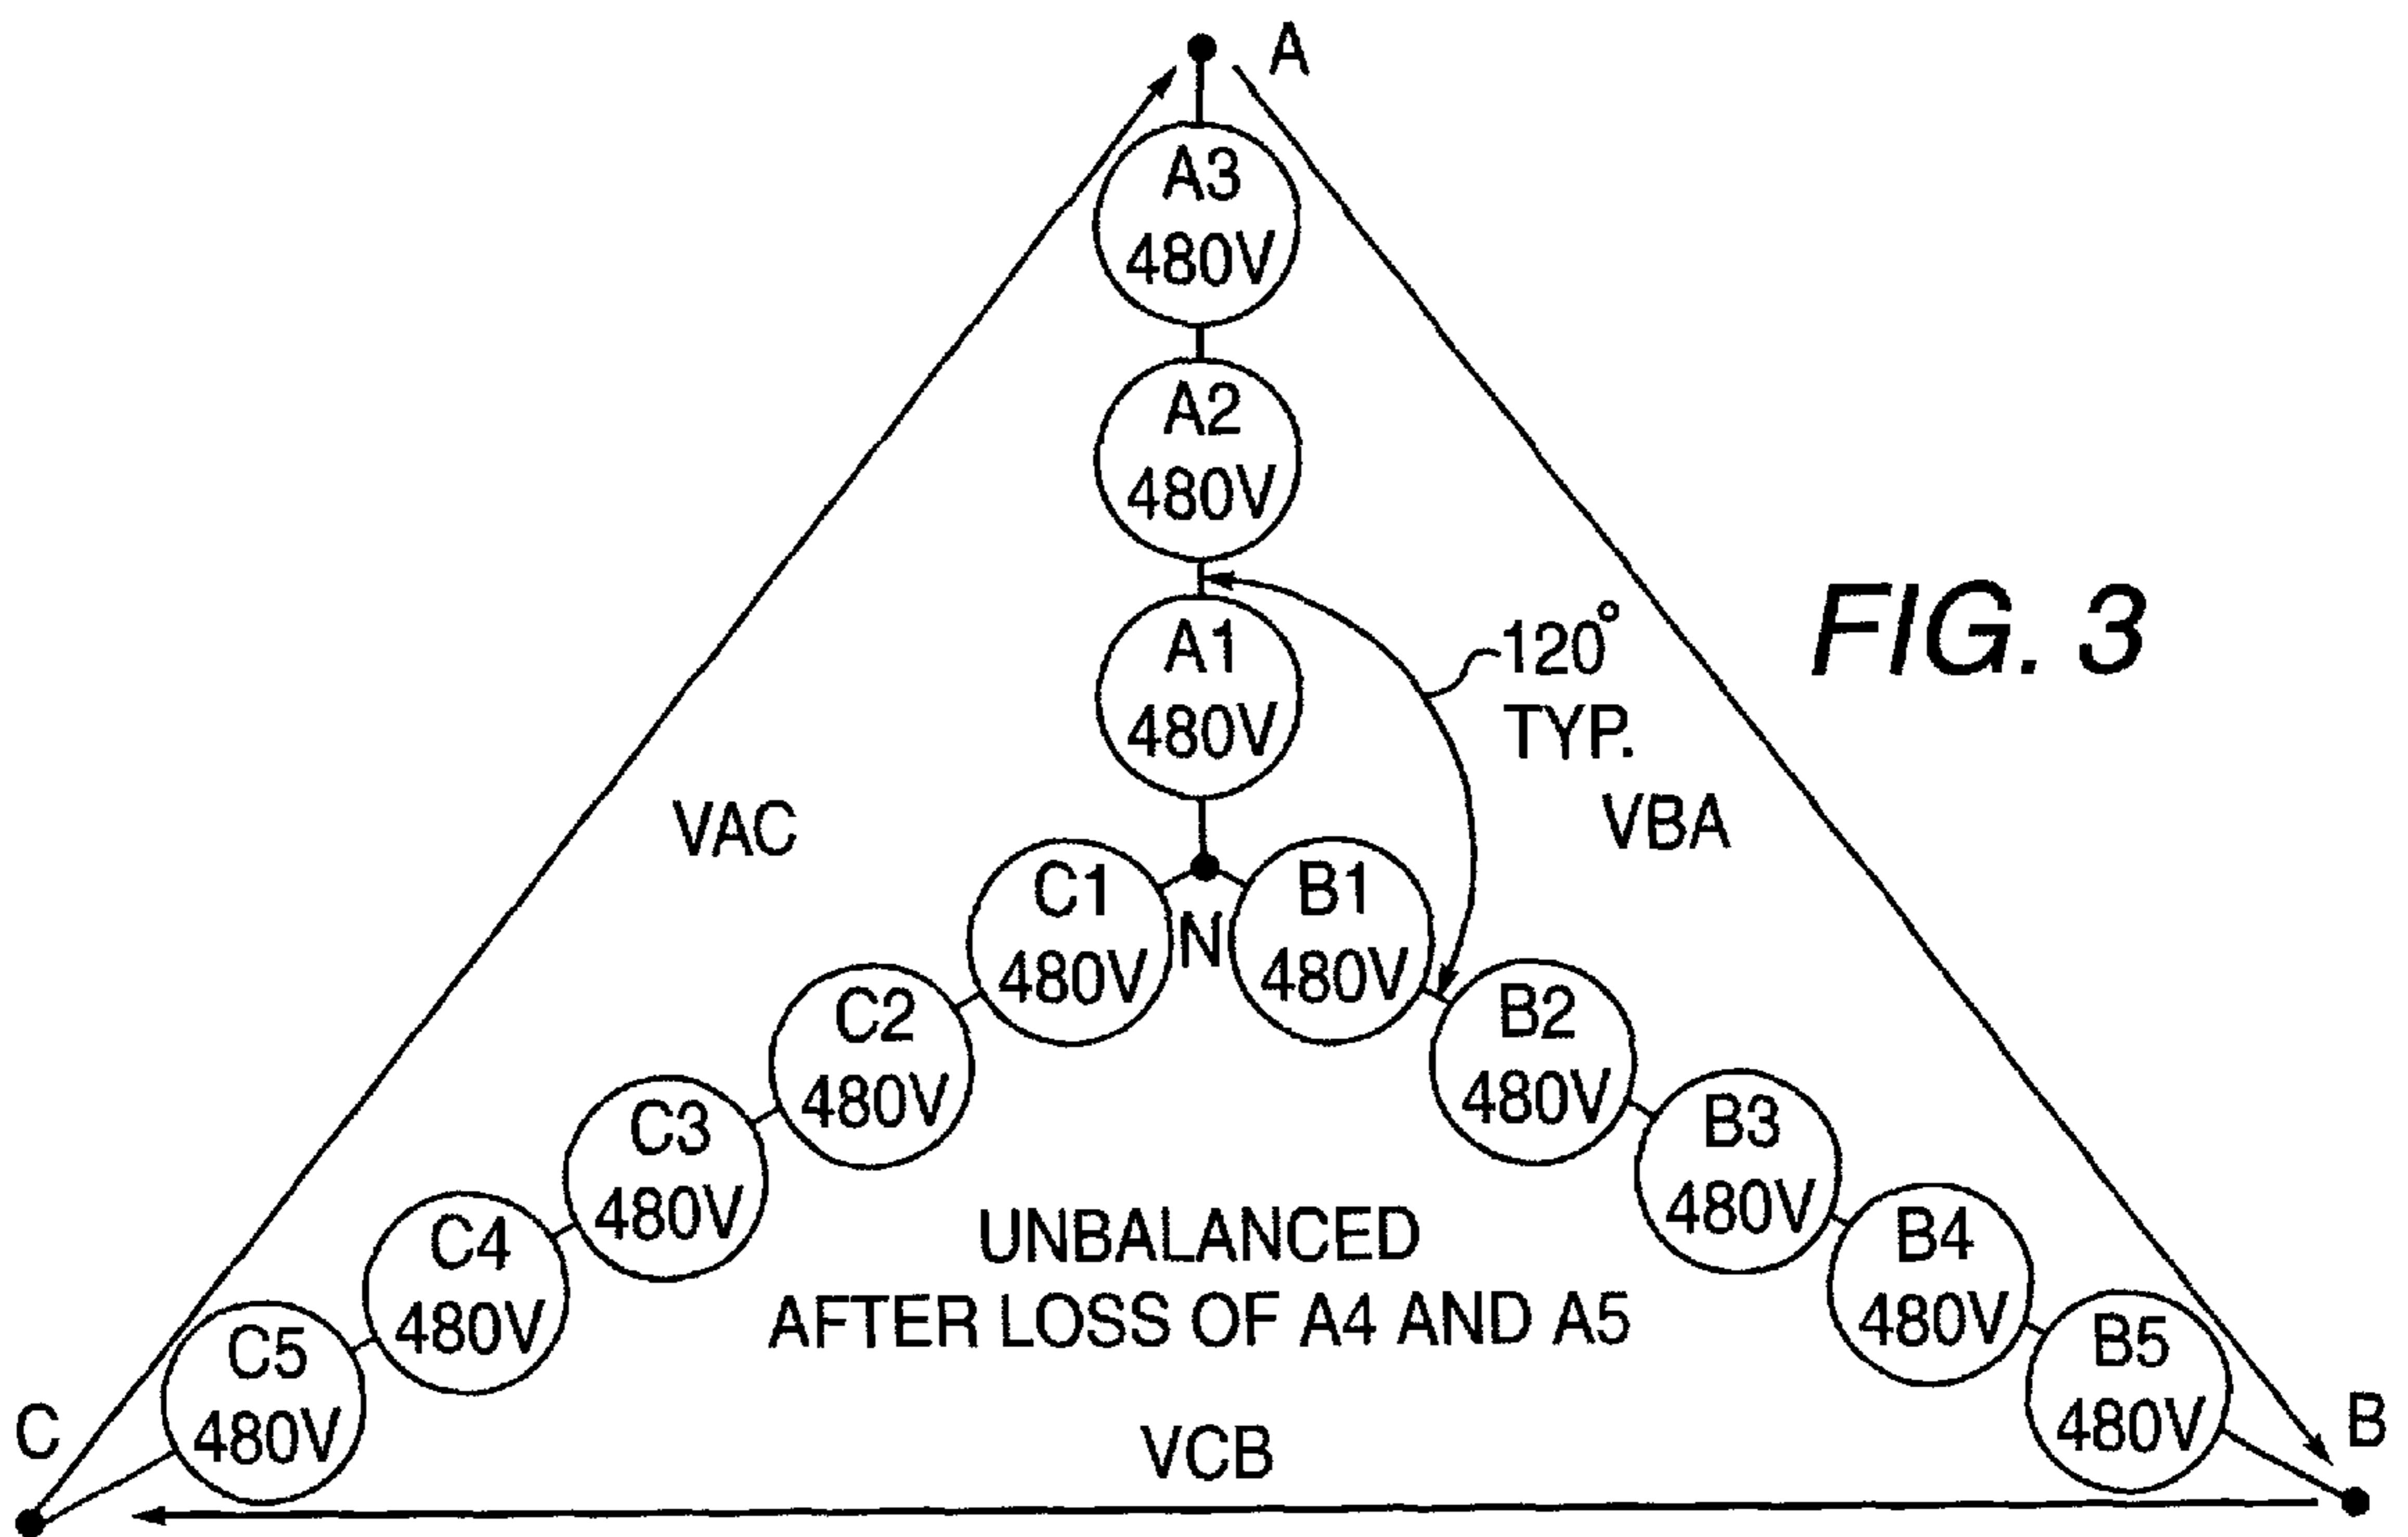 A
A3
480V
A2
480V
A1
480V
120°
TYP.
FIG. 3
VAC
VBA
C1
480V
N
B1
480V
C2
480V
B2
480V
C3
480V
B3
480V
C4
480V
B4
480V
UNBALANCED
AFTER LOSS OF A4 AND A5
C5
480V
B5
480V
C
B
VCB